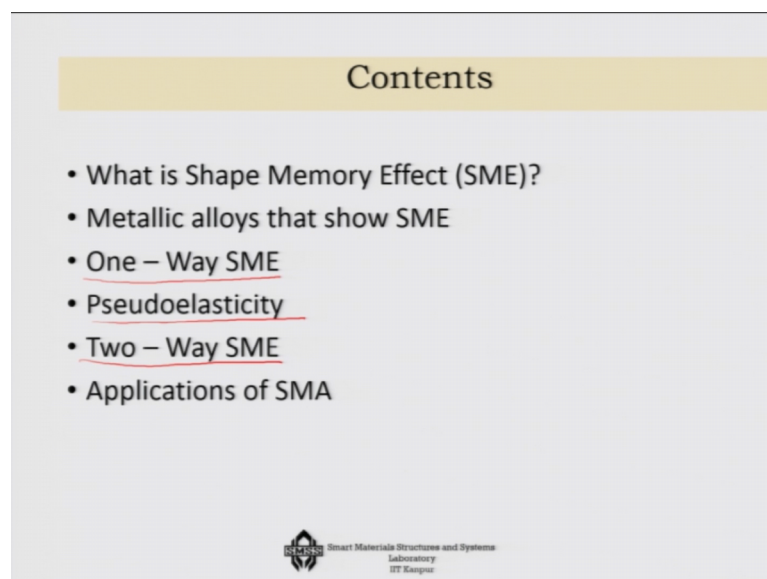 Contents
• What is Shape Memory Effect (SME)?
• Metallic alloys that show SME
• One – Way SME
• Pseudoelasticity
• Two – Way SME
• Applications of SMA
SMSS
Smart Materials Structures and Systems
Laboratory
IIT Kanpur